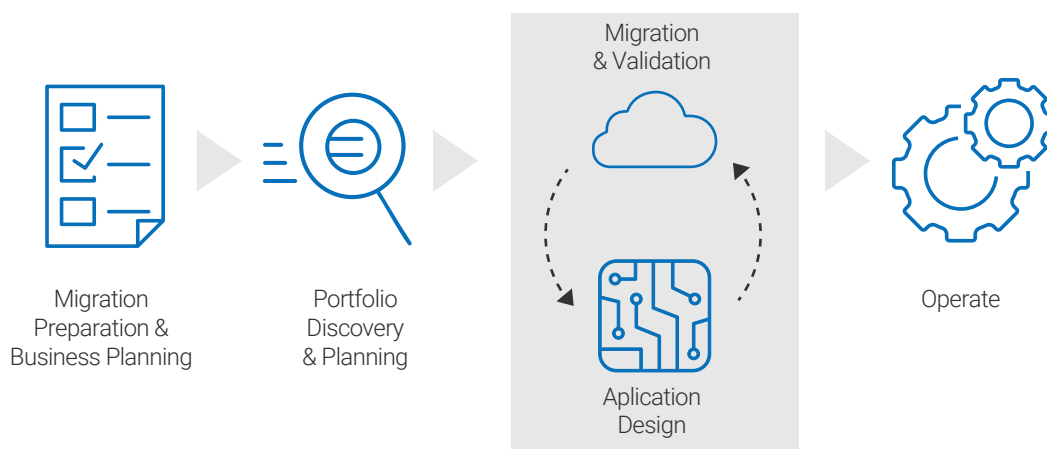 Migration
Preparation &
Business Planning
Portfolio
Discovery
& Planning
Migration
& Validation
Aplication
Design
Operate